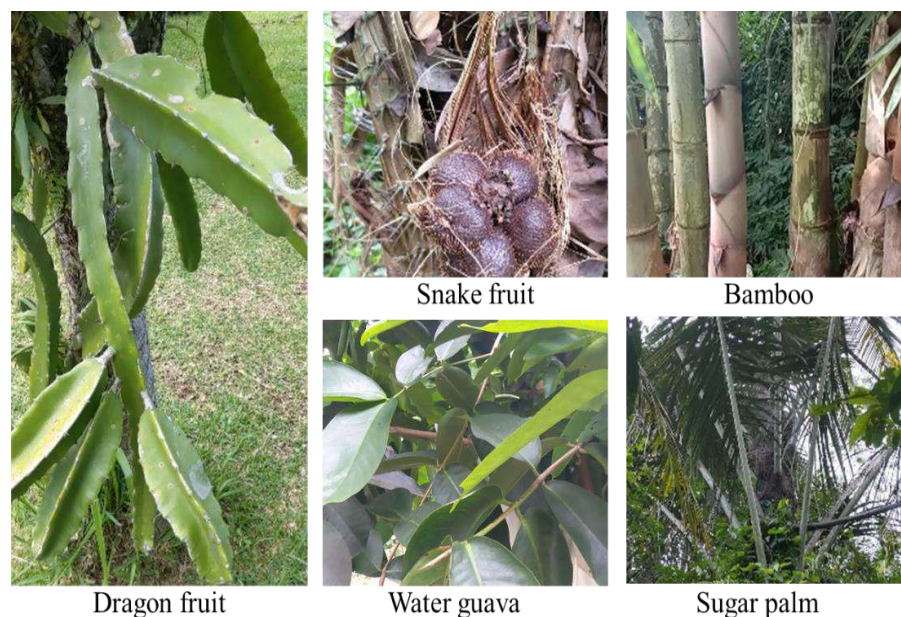 Snake fruit
Bamboo
Dragon fruit
Water guava
Sugar palm